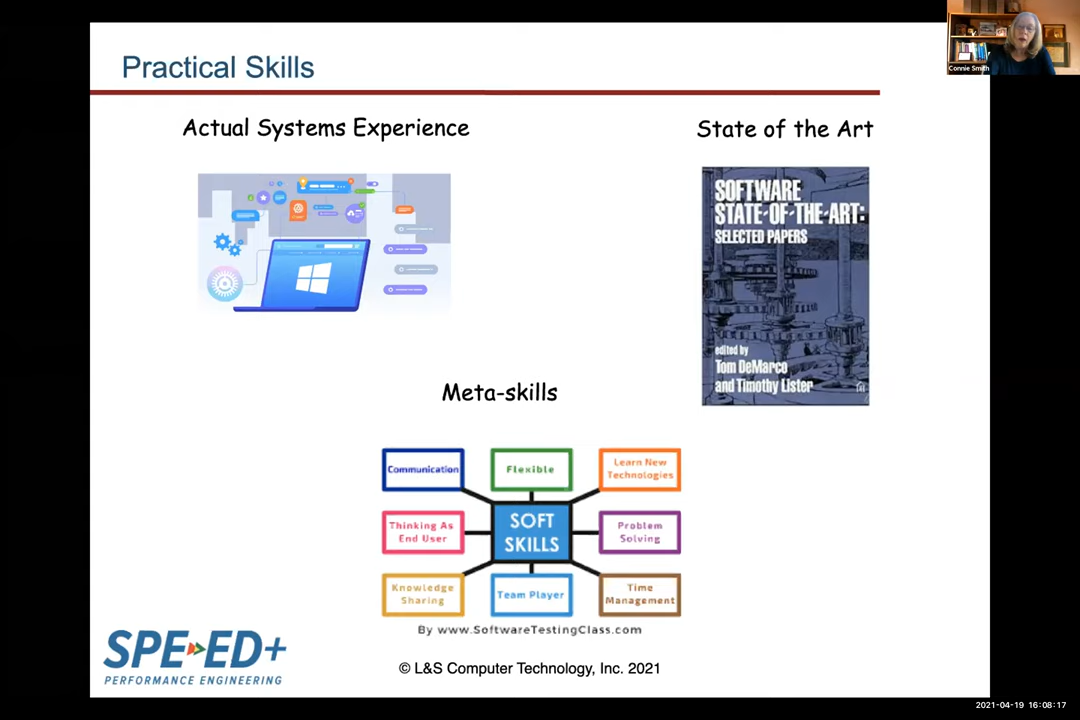 Practical Skills
Connie Smith
Actual Systems Experience
State of the Art
SOFTWARE
STATE-OF-THE-ART:
SELECTED PAPERS
edited by
Tom DeMarco
and Timothy Lister
Meta-skills
Communication
Flexible
Learn New
Technologies
Thinking As
End User
SOFT
SKILLS
Problem
Solving
Knowledge
Sharing
Team Player
Time
Management
By www.SoftwareTestingClass.com
SPE-ED+
PERFORMANCE ENGINEERING
© L&S Computer Technology, Inc. 2021
2021-04-19 16:08:17